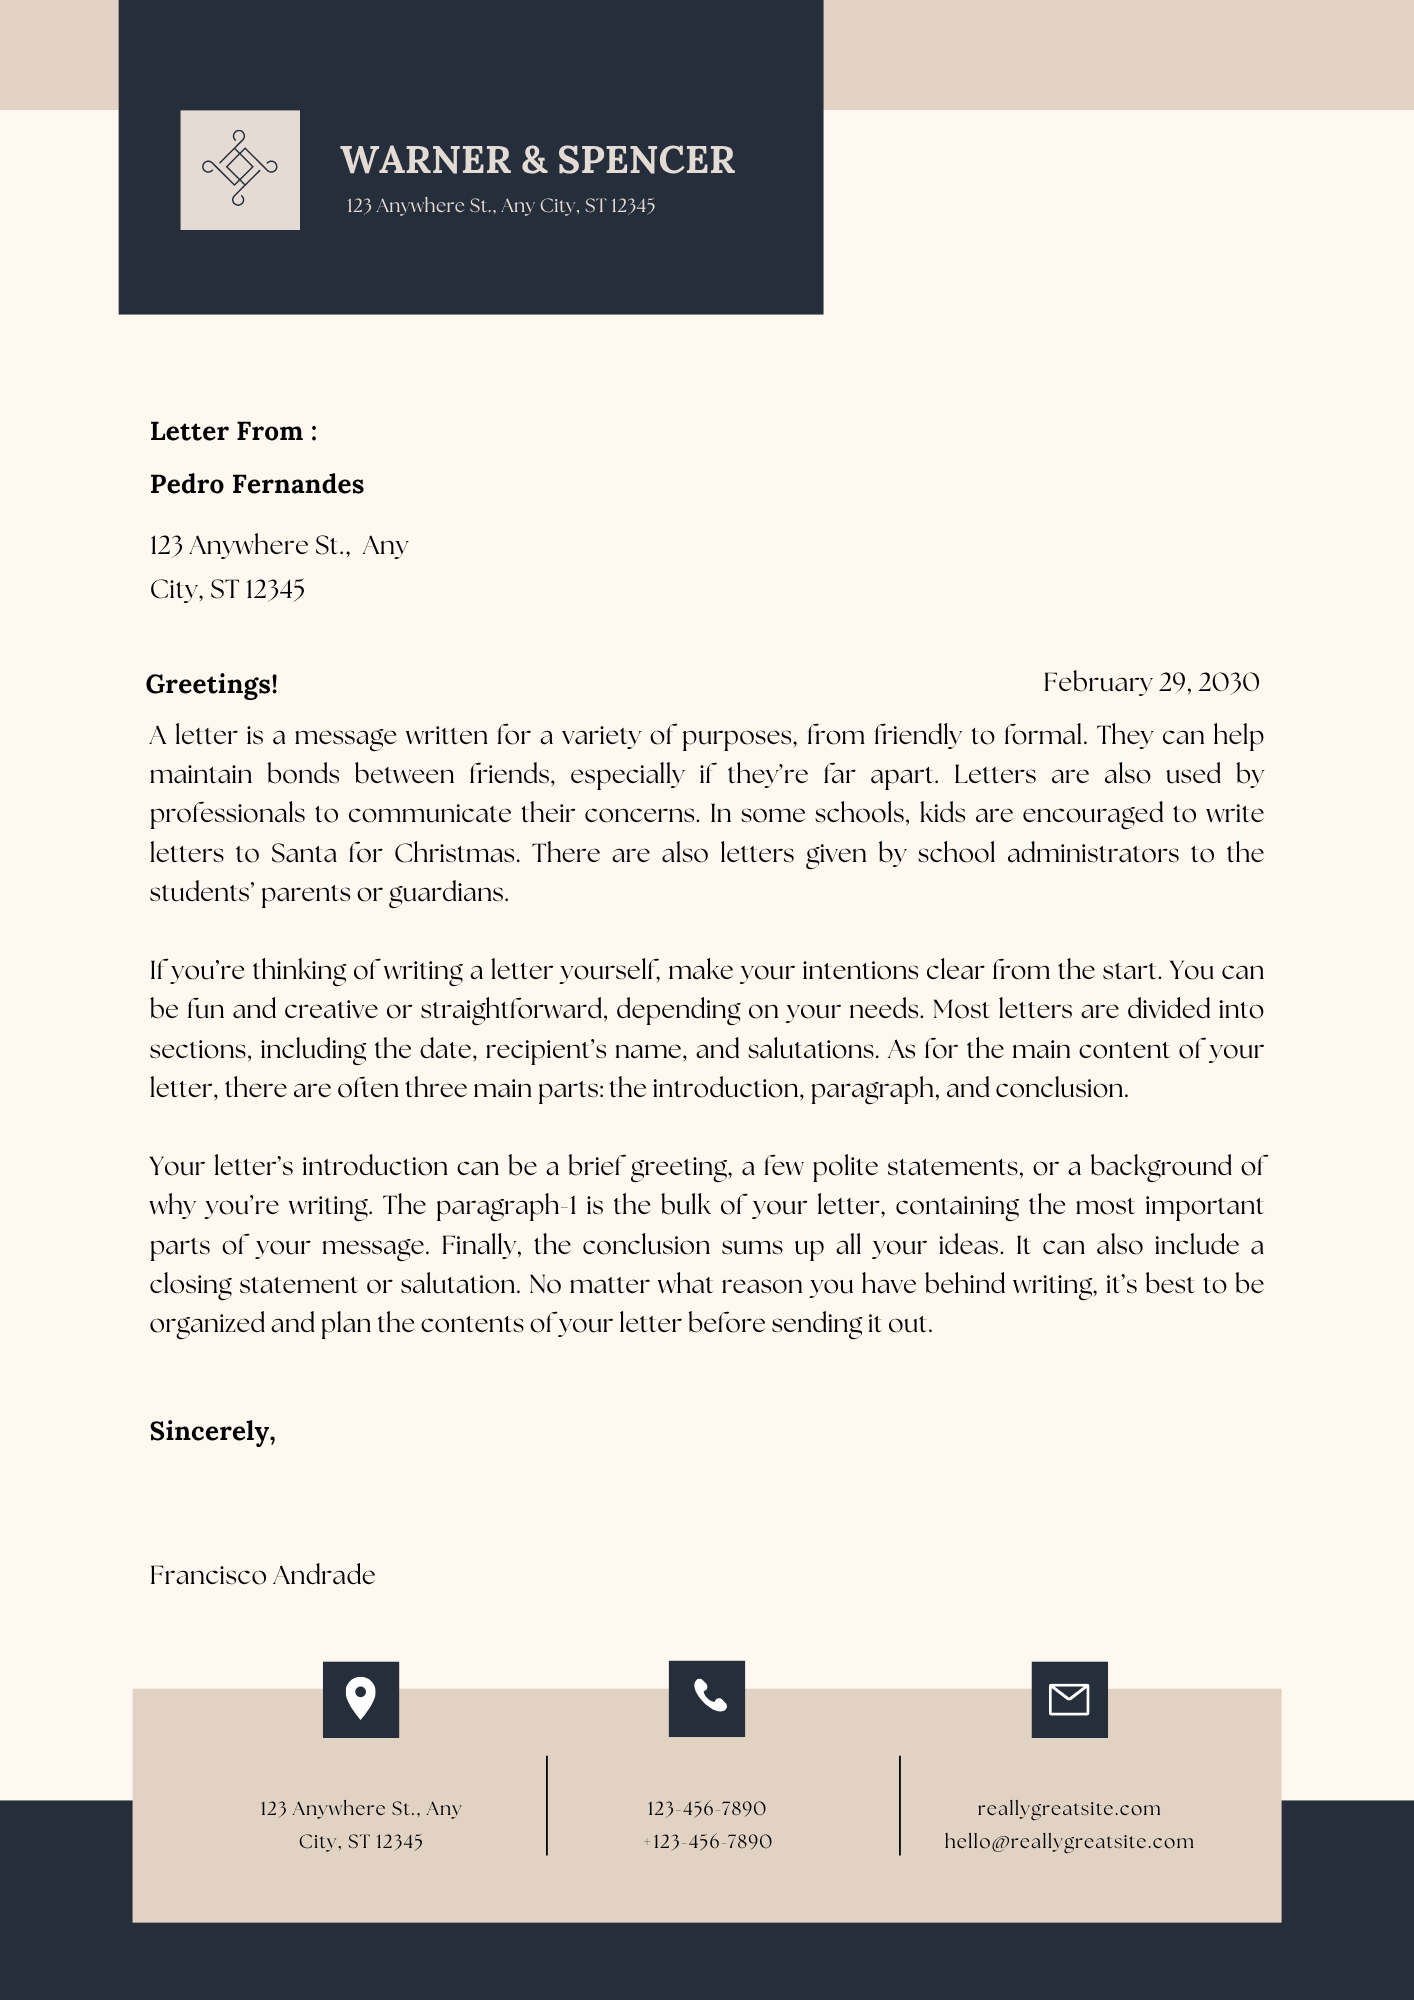 WARNER & SPENCER
123 Anywhere St., Any City, ST 12345
Letter From :
Pedro Fernandes
123 Anywhere St.,  Any
City, ST 12345
Greetings!
February 29, 2030
A letter is a message written for a variety of purposes, from friendly to formal. They can help
maintain bonds between friends, especially if they’re far apart. Letters are also used by
professionals to communicate their concerns. In some schools, kids are encouraged to write
letters to Santa for Christmas. There are also letters given by school administrators to the
students’ parents or guardians.
If you’re thinking of writing a letter yourself, make your intentions clear from the start. You can
be fun and creative or straightforward, depending on your needs. Most letters are divided into
sections, including the date, recipient’s name, and salutations. As for the main content of your
letter, there are often three main parts: the introduction, paragraph, and conclusion.
Your letter’s introduction can be a brief greeting, a few polite statements, or a background of
why you’re writing. The paragraph-1 is the bulk of your letter, containing the most important
parts of your message. Finally, the conclusion sums up all your ideas. It can also include a
closing statement or salutation. No matter what reason you have behind writing, it’s best to be
organized and plan the contents of your letter before sending it out.
Sincerely,
Francisco Andrade
123 Anywhere St., Any
City, ST 12345
123-456-7890
+123-456-7890
reallygreatsite.com
hello@reallygreatsite.com